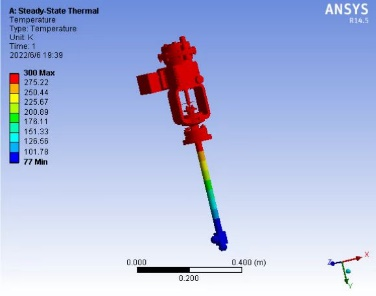 A: Steady-State Thermal
Temperature
Type: Temperature
Unit: K
Time: 1
2022/6/6 19:39
300 Max
275.22
250.44
225.67
200.89
176.11
151.33
126.56
101.78
77 Min
ANSYS
R14.5
0.000
0.400 (m)
0.200
X
Z
Y